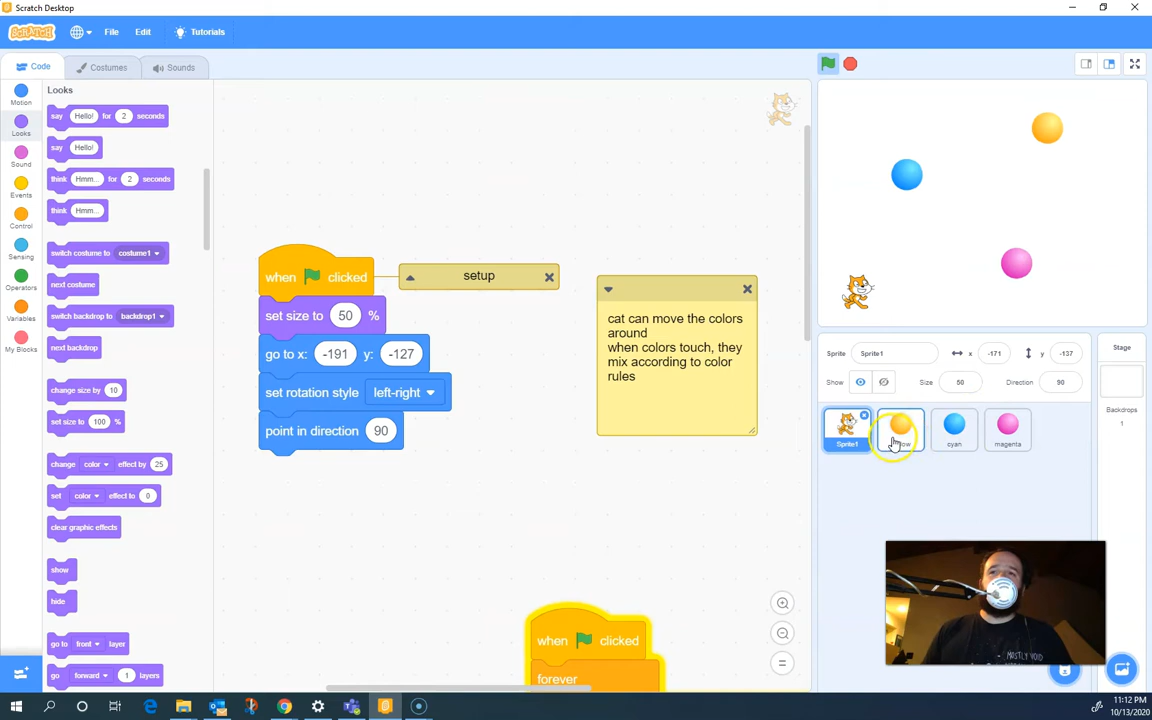 Scratch Desktop
SCRATCH File Edit Tutorials
Code Costumes Sounds
Motion
Looks
Sound
Events
Control
Sensing
Operators
Variables
My Blocks
Looks
say Hello! for 2 seconds
say Hello!
think Hmm... for 2 seconds
think Hmm...
switch costume to costume1
next costume
switch backdrop to backdrop1
next backdrop
change size by 10
set size to 100 %
change color effect by 25
set color effect to 0
clear graphic effects
show
hide
go to front layer
go forward 1 layers
when clicked
set size to 50 %
go to x: -191 y: -127
set rotation style left-right
point in direction 90
setup
cat can move the colors
around
when colors touch, they
mix according to color
rules
when clicked
forever
Sprite Sprite1 x -171 y -137
Show Size 50 Direction 90
Sprite1 cyan magenta
Stage
Backdrops
1
MOSTLY VOID
11:12 PM
10/13/2020